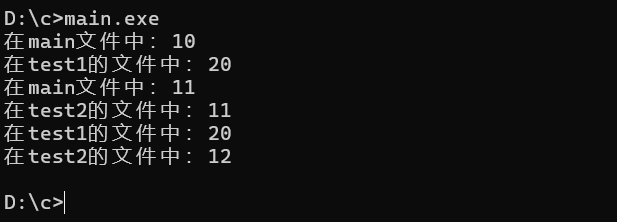 D:\c>main.exe
在main文件中: 10
在test1的文件中: 20
在main文件中: 11
在test2的文件中: 11
在test1的文件中: 20
在test2的文件中: 12
D:\c>